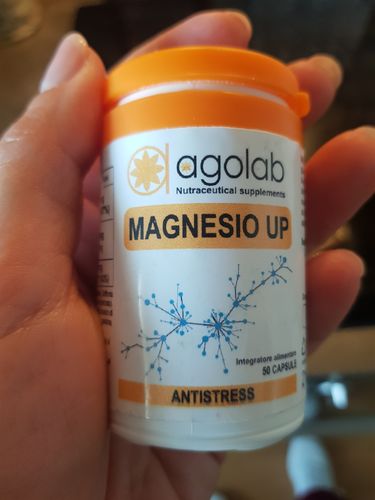 agolab
Nutraceutical supplements
MAGNESIO UP
Integratore alimentare
50 CAPSULE
ANTISTRESS